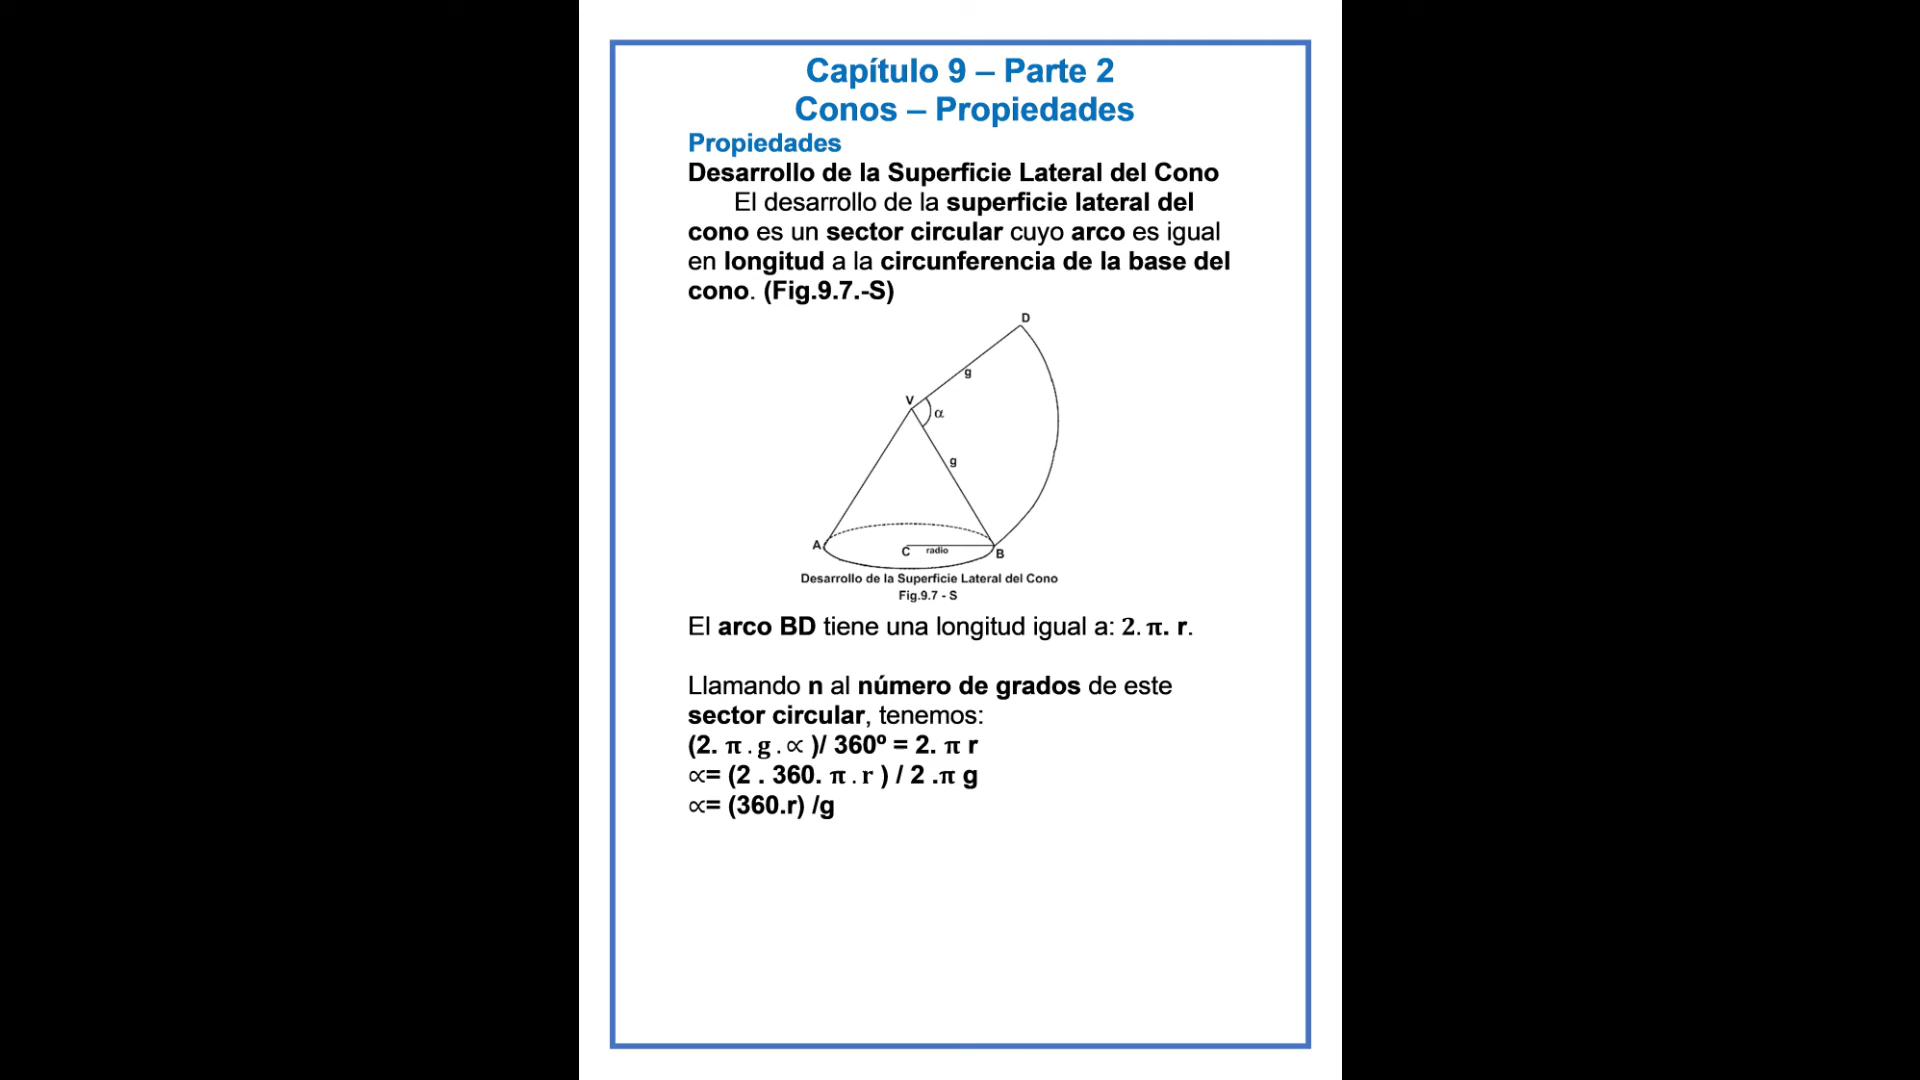 Capítulo 9 – Parte 2
Conos – Propiedades
Propiedades
Desarrollo de la Superficie Lateral del Cono
El desarrollo de la superficie lateral del
cono es un sector circular cuyo arco es igual
en longitud a la circunferencia de la base del
cono. (Fig.9.7.-S)
D
g
V
α
g
A
C radio
B
Desarrollo de la Superficie Lateral del Cono
Fig.9.7 - S
El arco BD tiene una longitud igual a: 2. π. r.
Llamando n al número de grados de este
sector circular, tenemos:
(2. π . g . ∝ )/ 360º = 2. π r
∝= (2 . 360. π . r ) / 2 .π g
∝= (360.r) /g